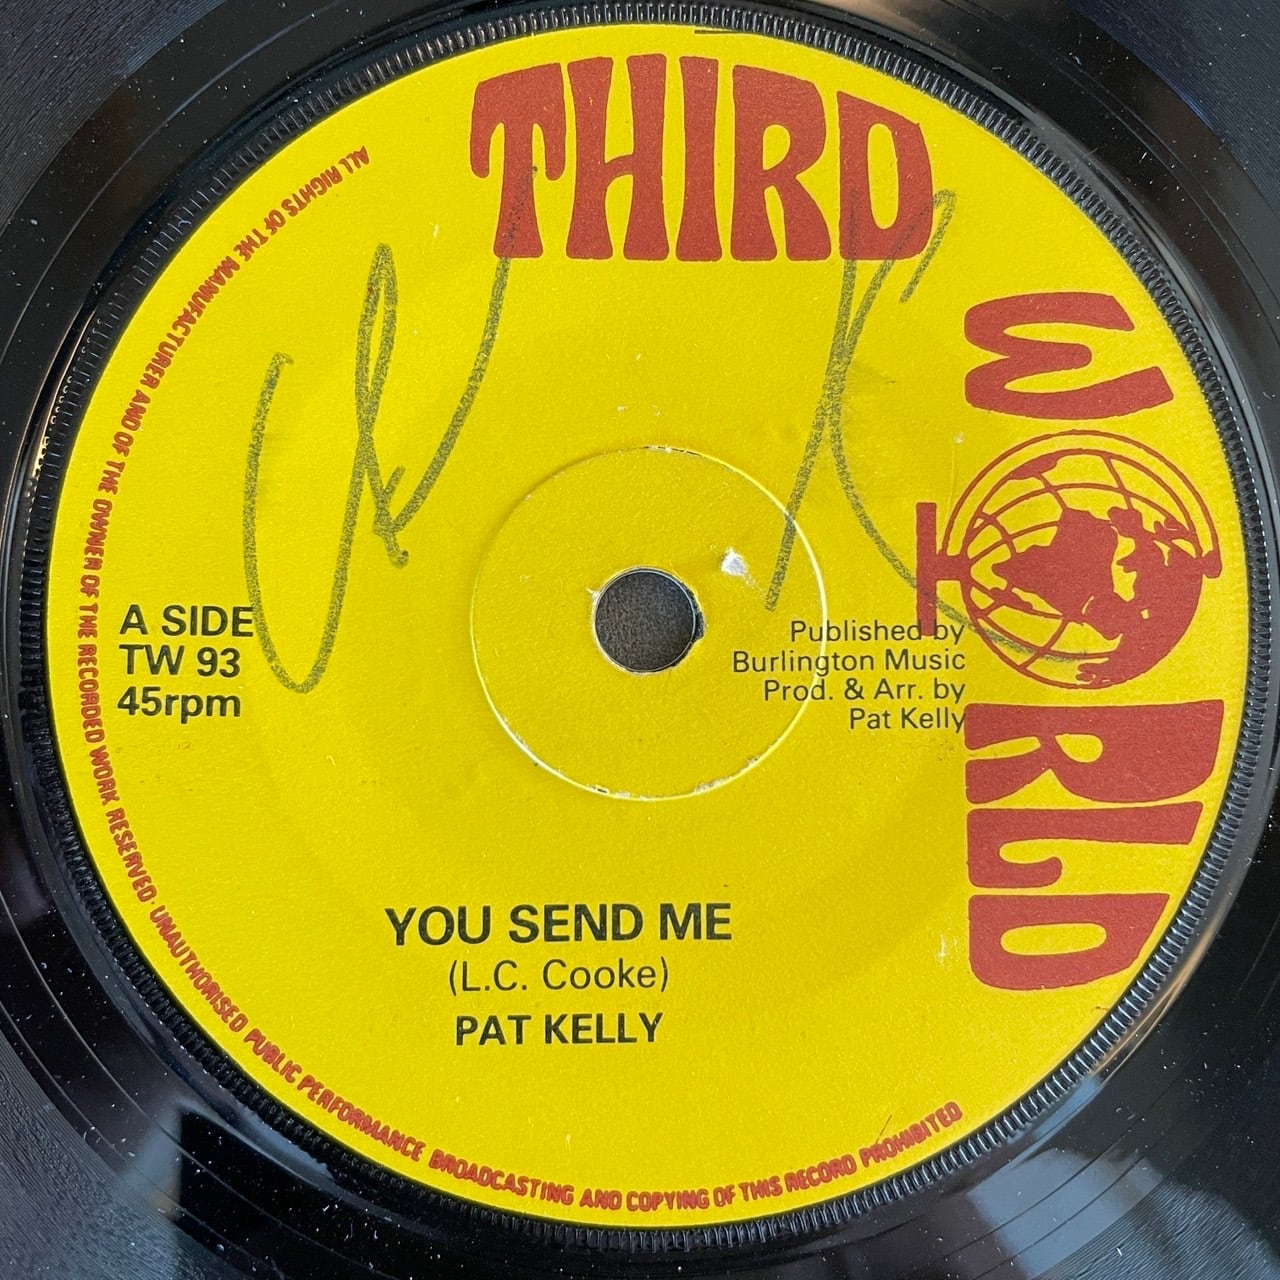 THIRD
WORLD
ALL RIGHTS OF THE MANUFACTURER AND OF THE OWNER OF THE RECORDED WORK RESERVED · UNAUTHORISED PUBLIC PERFORMANCE BROADCASTING AND COPYING OF THIS RECORD PROHIBITED
A SIDE
TW 93
45rpm
Published by
Burlington Music
Prod. & Arr. by
Pat Kelly
YOU SEND ME
(L.C. Cooke)
PAT KELLY